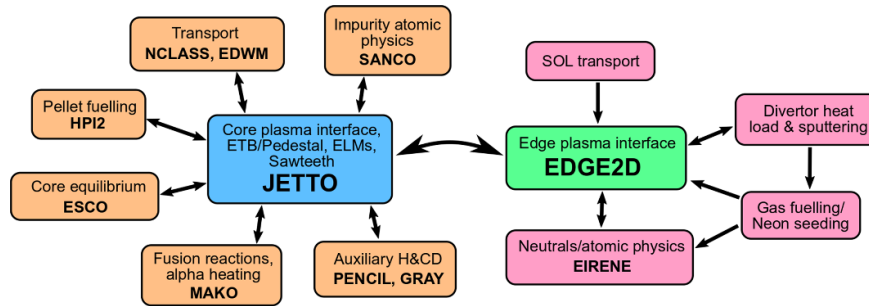 Transport
NCLASS, EDWM
Impurity atomic
physics
SANCO
SOL transport
Pellet fuelling
HPI2
Core plasma interface,
ETB/Pedestal, ELMs,
Sawteeth
JETTO
Edge plasma interface
EDGE2D
Divertor heat
load & sputtering
Core equilibrium
ESCO
Gas fuelling/
Neon seeding
Fusion reactions,
alpha heating
MAKO
Auxiliary H&CD
PENCIL, GRAY
Neutrals/atomic physics
EIRENE